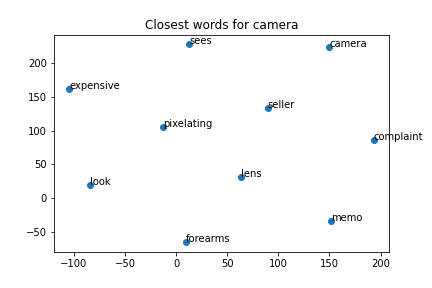 Closest words for camera
sees
camera
expensive
seller
pixelating
complaint
lens
look
memo
forearms
200
150
100
50
0
−50
−100 −50 0 50 100 150 200